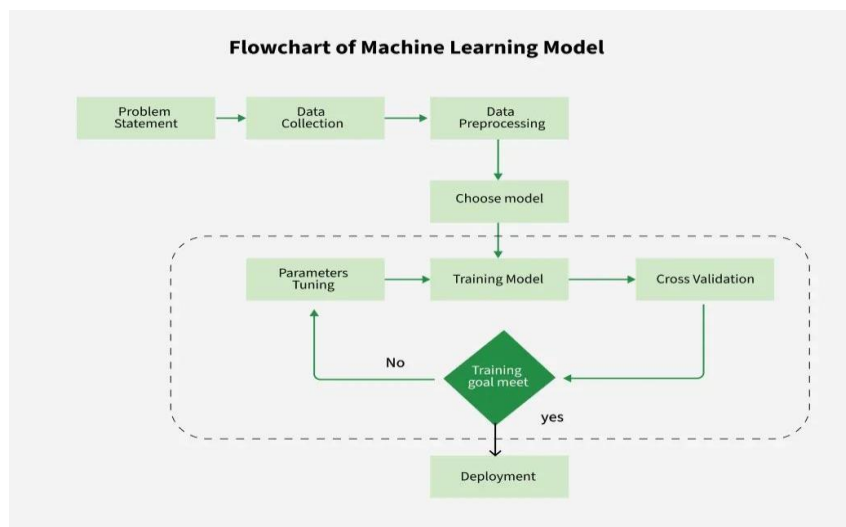 Flowchart of Machine Learning Model
Problem
Statement
Data
Collection
Data
Preprocessing
Choose model
Parameters
Tuning
Training Model
Cross Validation
No
Training
goal meet
yes
Deployment